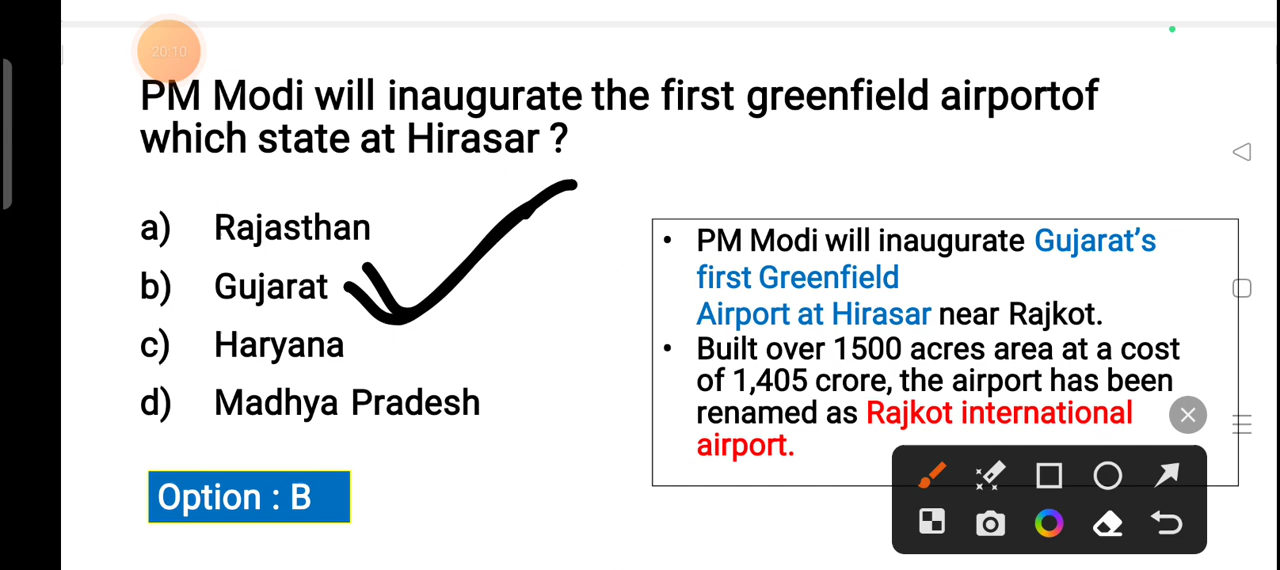 20:10
PM Modi will inaugurate the first greenfield airportof
which state at Hirasar ?
a) Rajasthan
b) Gujarat
c) Haryana
d) Madhya Pradesh
Option : B
• PM Modi will inaugurate Gujarat’s
first Greenfield
Airport at Hirasar near Rajkot.
• Built over 1500 acres area at a cost
of 1,405 crore, the airport has been
renamed as Rajkot international
airport.